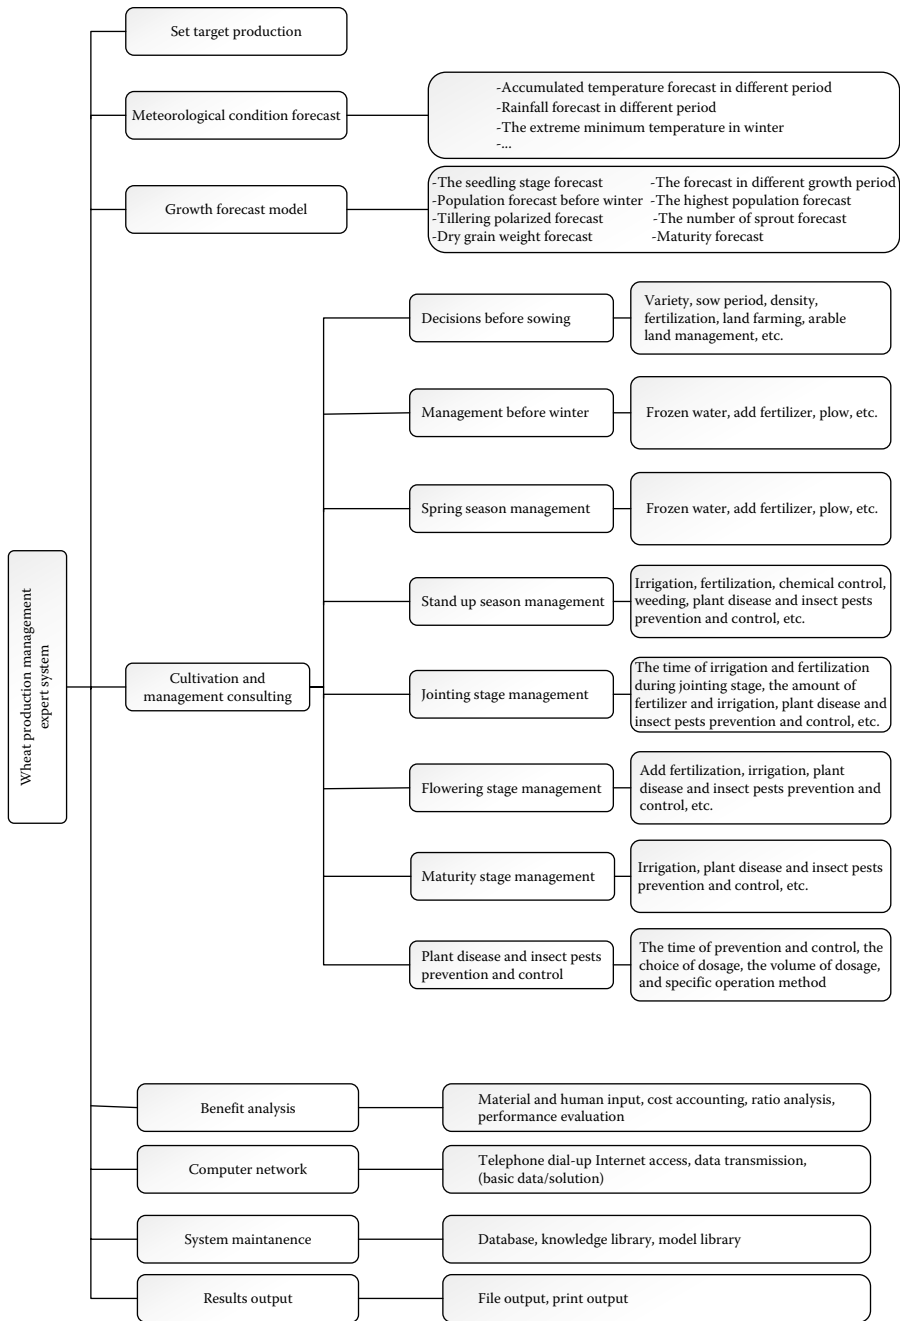 Set target production
Meteorological condition forecast
-Accumulated temperature forecast in different period
-Rainfall forecast in different period
-The extreme minimum temperature in winter
-...
Growth forecast model
-The seedling stage forecast
-Population forecast before winter
-Tillering polarized forecast
-Dry grain weight forecast
-The forecast in different growth period
-The highest population forecast
-The number of sprout forecast
-Maturity forecast
Wheat production management
expert system
Cultivation and
management consulting
Decisions before sowing
Variety, sow period, density,
fertilization, land farming, arable
land management, etc.
Management before winter
Frozen water, add fertilizer, plow, etc.
Spring season management
Frozen water, add fertilizer, plow, etc.
Stand up season management
Irrigation, fertilization, chemical control,
weeding, plant disease and insect pests
prevention and control, etc.
Jointing stage management
The time of irrigation and fertilization
during jointing stage, the amount of
fertilizer and irrigation, plant disease and
insect pests prevention and control, etc.
Flowering stage management
Add fertilization, irrigation, plant
disease and insect pests prevention and
control, etc.
Maturity stage management
Irrigation, plant disease and insect pests
prevention and control, etc.
Plant disease and insect pests
prevention and control
The time of prevention and control, the
choice of dosage, the volume of dosage,
and specific operation method
Benefit analysis
Material and human input, cost accounting, ratio analysis,
performance evaluation
Computer network
Telephone dial-up Internet access, data transmission,
(basic data/solution)
System maintanence
Database, knowledge library, model library
Results output
File output, print output